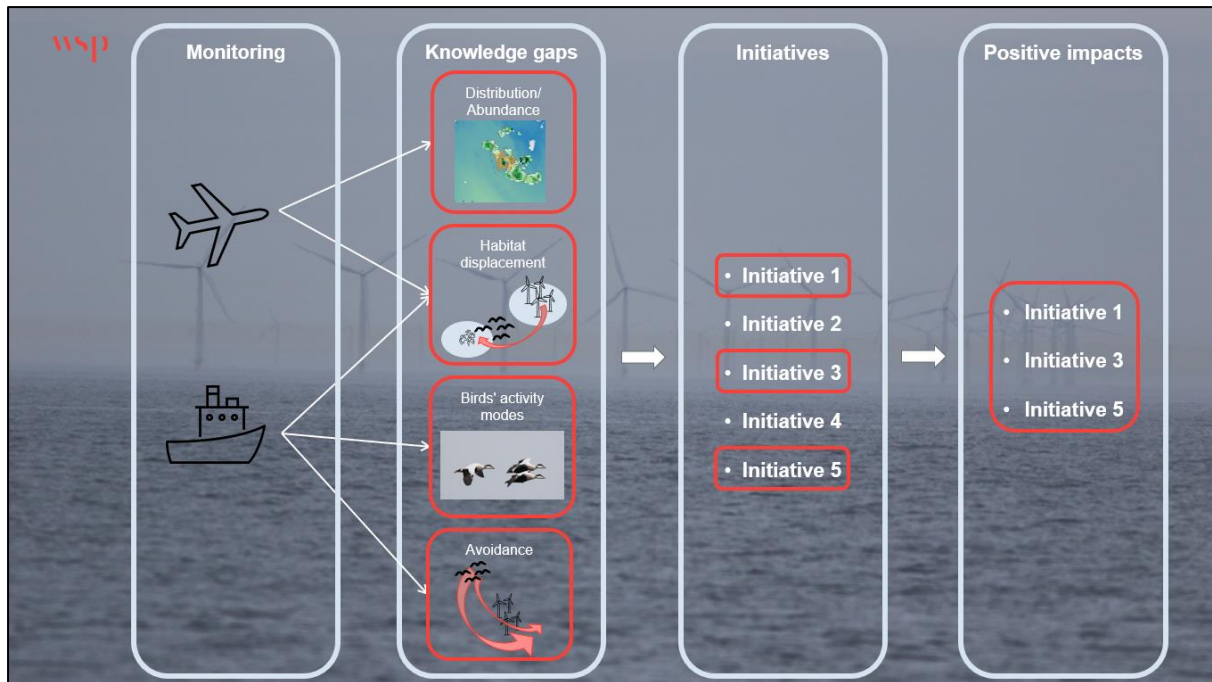 wsp
Monitoring
Knowledge gaps
Distribution/
Abundance
Habitat
displacement
Birds' activity
modes
Avoidance
Initiatives
• Initiative 1
• Initiative 2
• Initiative 3
• Initiative 4
• Initiative 5
Positive impacts
• Initiative 1
• Initiative 3
• Initiative 5